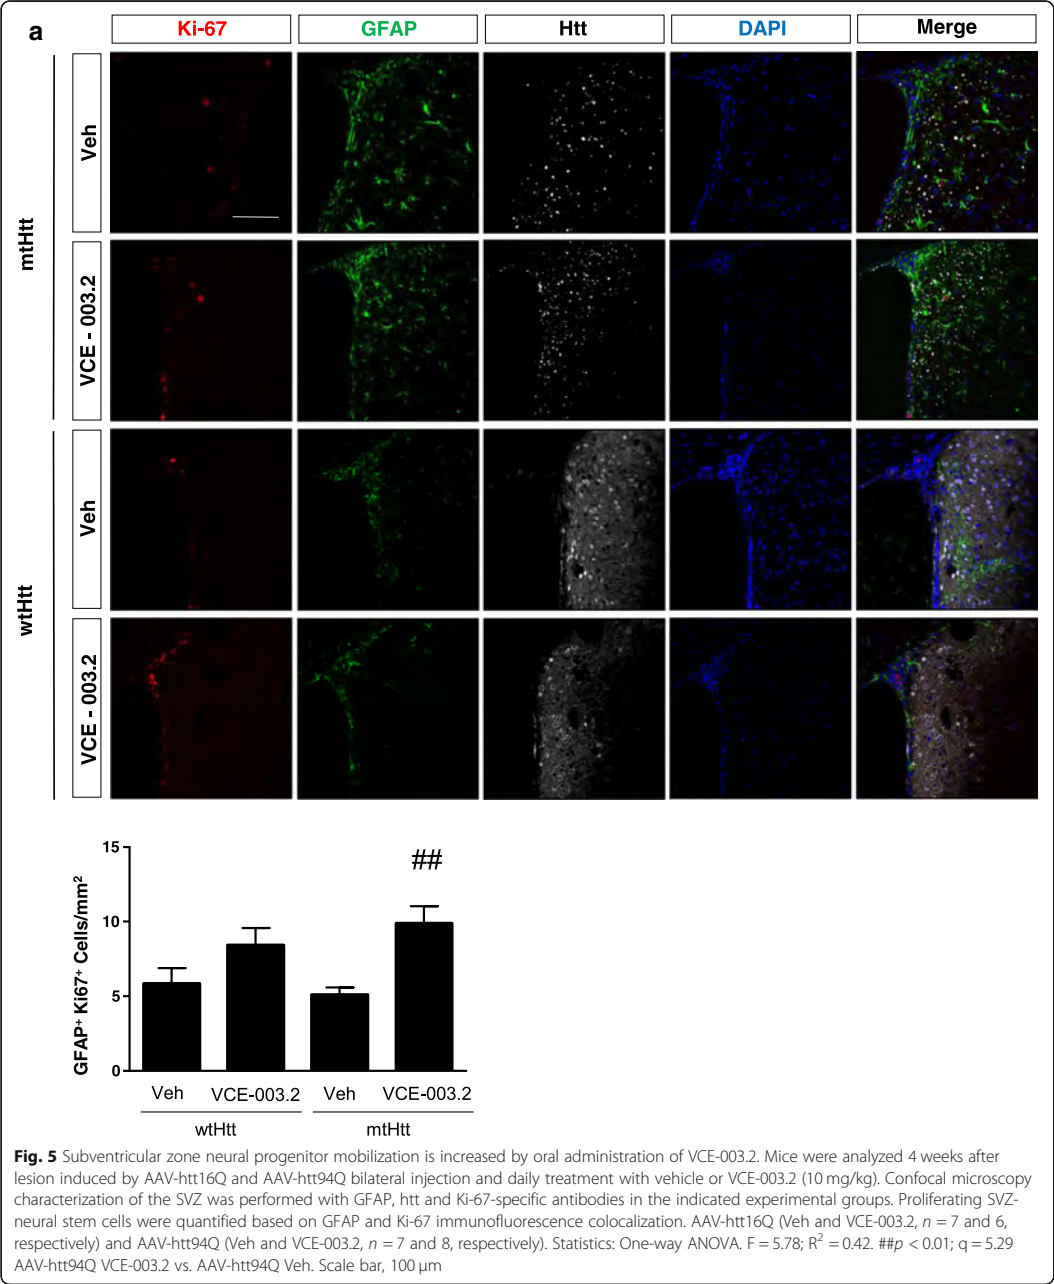 a
Ki-67 GFAP Htt DAPI Merge
mtHtt
Veh
VCE - 003.2
wtHtt
Veh
VCE - 003.2
GFAP⁺ Ki67⁺ Cells/mm²
15
10
5
0
##
Veh VCE-003.2 Veh VCE-003.2
wtHtt mtHtt
Fig. 5 Subventricular zone neural progenitor mobilization is increased by oral administration of VCE-003.2. Mice were analyzed 4 weeks after
lesion induced by AAV-htt16Q and AAV-htt94Q bilateral injection and daily treatment with vehicle or VCE-003.2 (10 mg/kg). Confocal microscopy
characterization of the SVZ was performed with GFAP, htt and Ki-67-specific antibodies in the indicated experimental groups. Proliferating SVZ-
neural stem cells were quantified based on GFAP and Ki-67 immunofluorescence colocalization. AAV-htt16Q (Veh and VCE-003.2, n = 7 and 6,
respectively) and AAV-htt94Q (Veh and VCE-003.2, n = 7 and 8, respectively). Statistics: One-way ANOVA. F = 5.78; R² = 0.42. ##p < 0.01; q = 5.29
AAV-htt94Q VCE-003.2 vs. AAV-htt94Q Veh. Scale bar, 100 μm